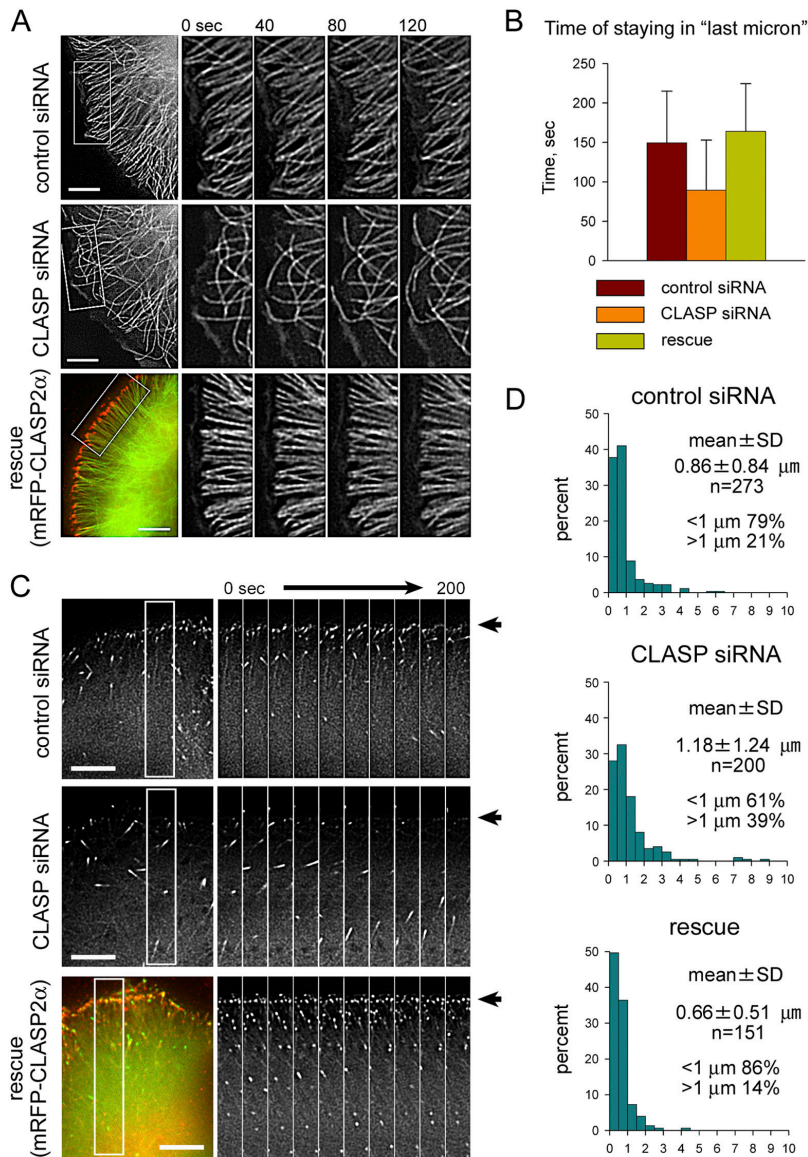 A
0 sec 40 80 120
control siRNA
CLASP siRNA
rescue
(mRFP-CLASP2α)
B
Time of staying in “last micron”
250
200
150
100
50
0
Time, sec
control siRNA
CLASP siRNA
rescue
C
0 sec 200
control siRNA
CLASP siRNA
rescue
(mRFP-CLASP2α)
D
control siRNA
50
40
30
20
10
0
percent
mean±SD
0.86±0.84 μm
n=273
<1 μm 79%
>1 μm 21%
0 1 2 3 4 5 6 7 8 9 10
CLASP siRNA
50
40
30
20
10
0
percemt
mean±SD
1.18±1.24 μm
n=200
<1 μm 61%
>1 μm 39%
0 1 2 3 4 5 6 7 8 9 10
rescue
50
40
30
20
10
0
percemt
mean±SD
0.66±0.51 μm
n=151
<1 μm 86%
>1 μm 14%
0 1 2 3 4 5 6 7 8 9 10